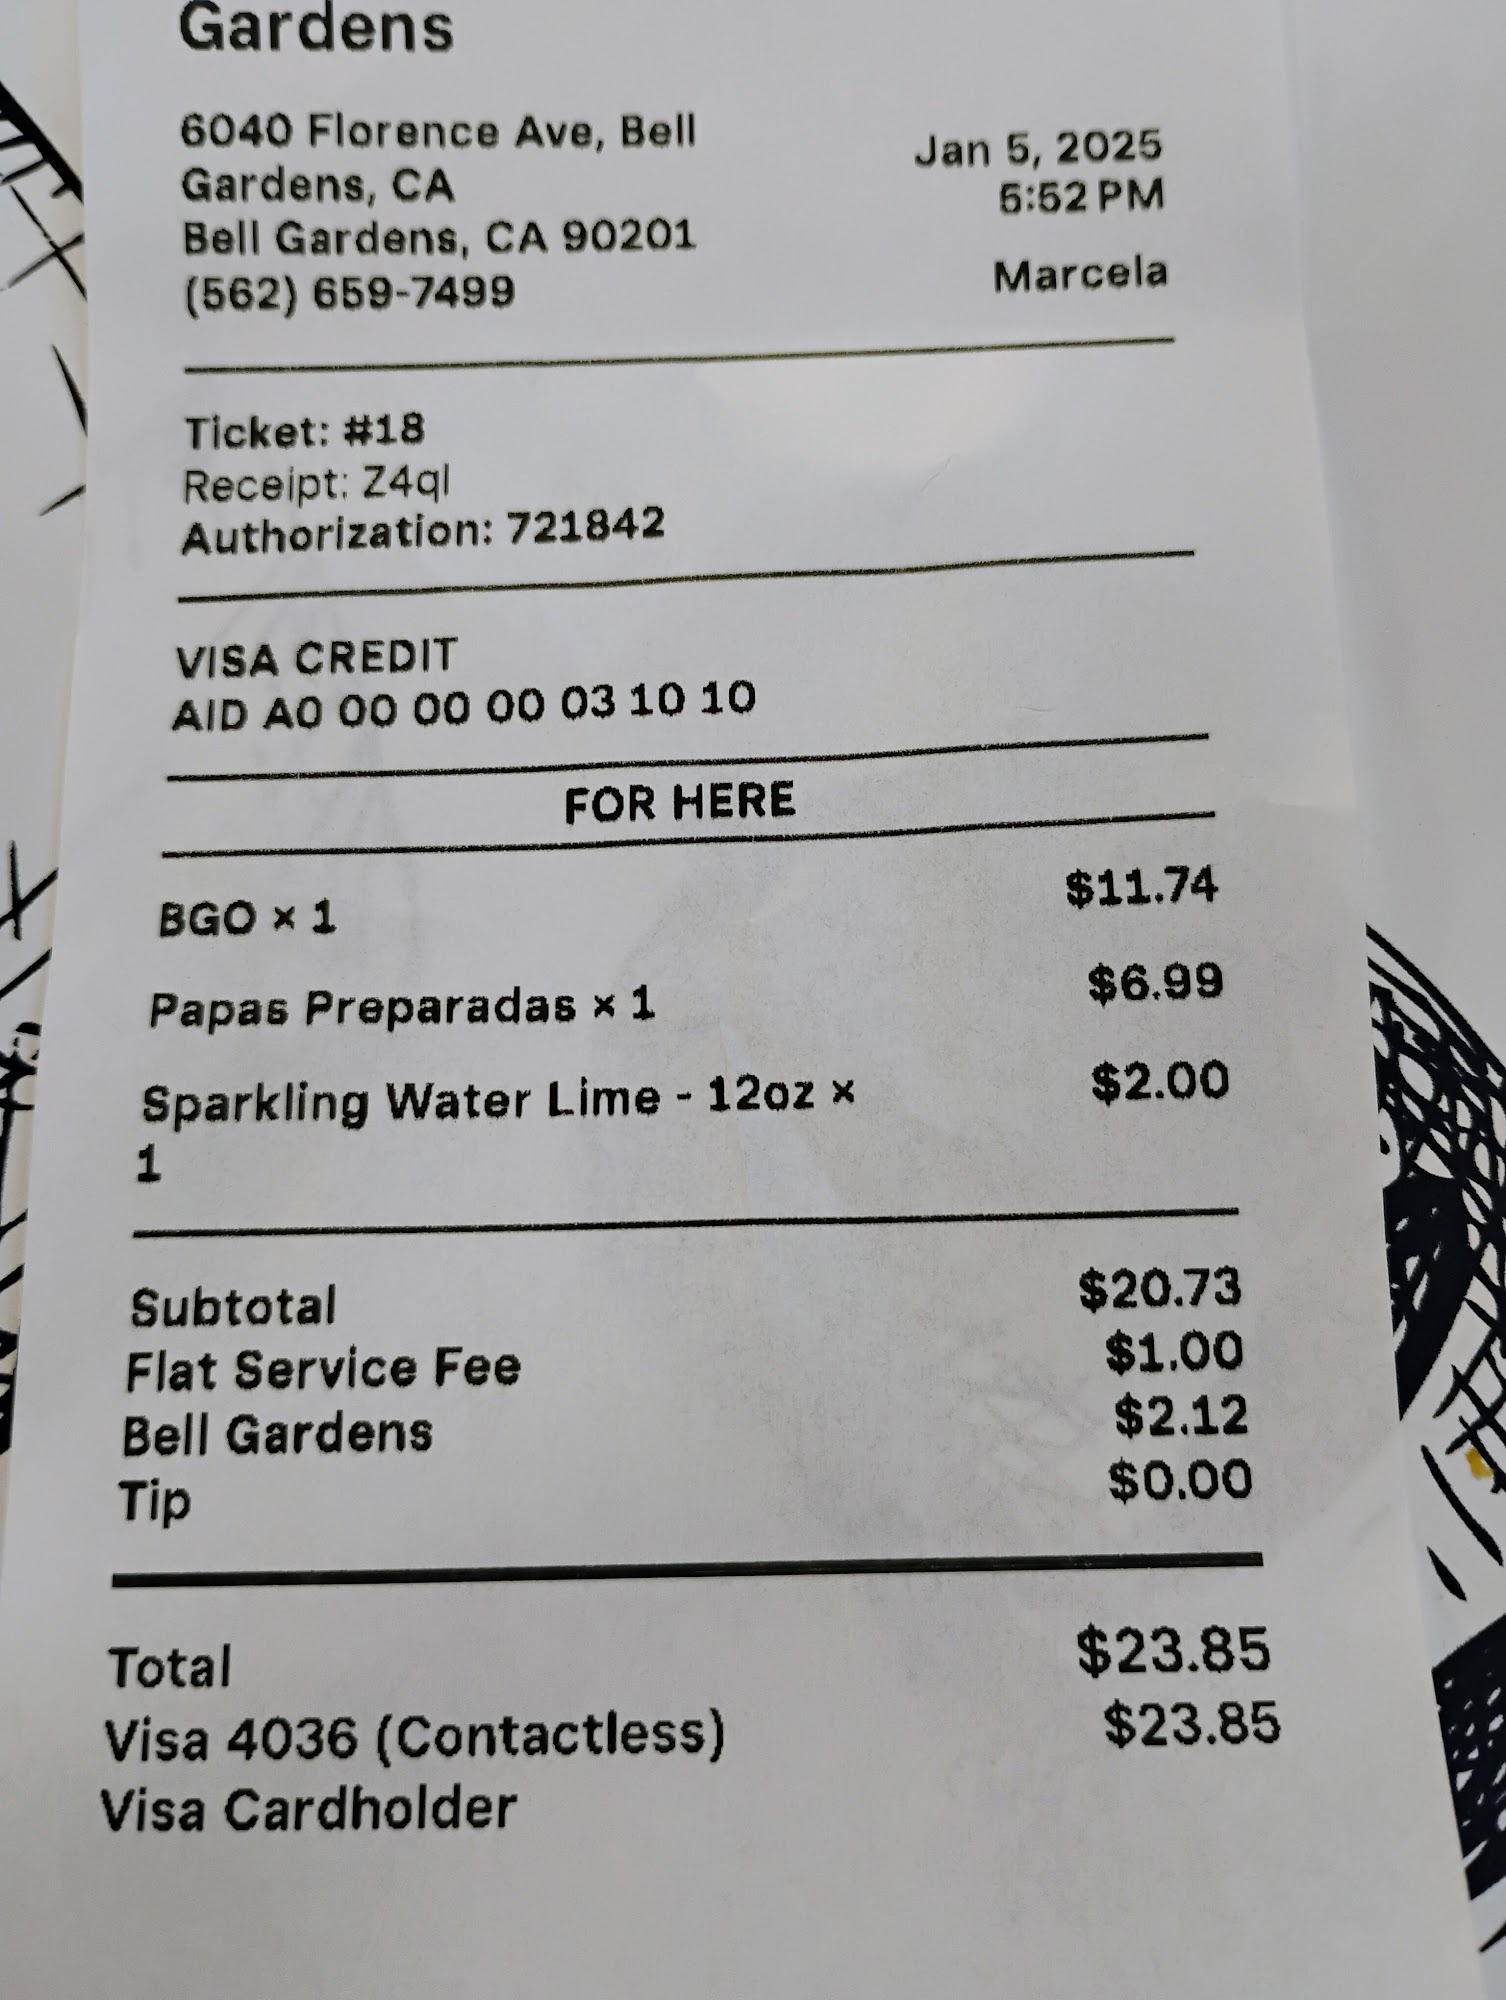 Gardens
6040 Florence Ave, Bell
Gardens, CA
Bell Gardens, CA 90201
(562) 659-7499
Jan 5, 2025
5:52 PM
Marcela
Ticket: #18
Receipt: Z4ql
Authorization: 721842
VISA CREDIT
AID A0 00 00 00 03 10 10
FOR HERE
BGO × 1 $11.74
Papas Preparadas × 1 $6.99
Sparkling Water Lime - 12oz × $2.00
1
Subtotal $20.73
Flat Service Fee $1.00
Bell Gardens $2.12
Tip $0.00
Total $23.85
Visa 4036 (Contactless) $23.85
Visa Cardholder